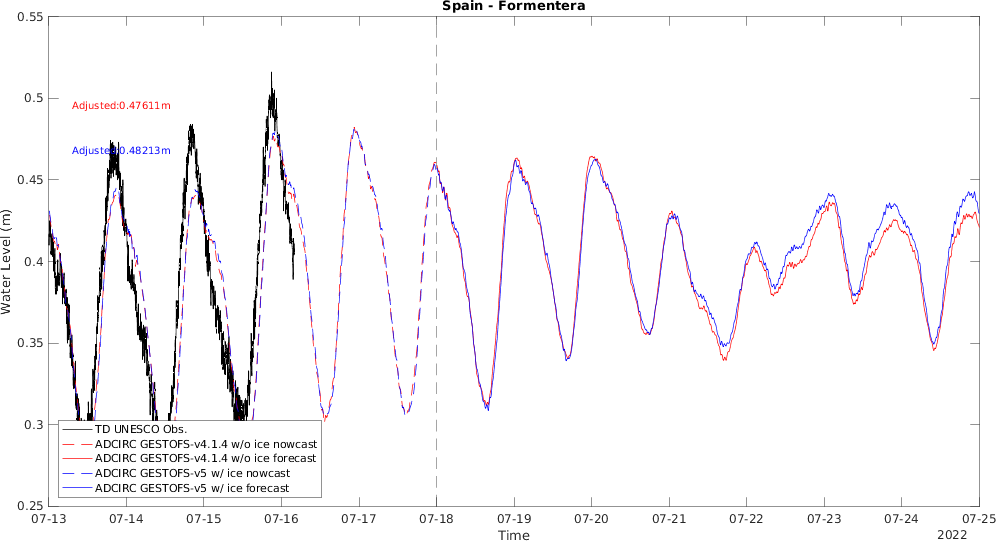 Spain - Formentera
0.55
0.5
0.45
0.4
0.35
0.3
0.25
Water Level (m)
Adjusted:0.47611m
Adjusted:0.48213m
TD UNESCO Obs.
ADCIRC GESTOFS-v4.1.4 w/o ice nowcast
ADCIRC GESTOFS-v4.1.4 w/o ice forecast
ADCIRC GESTOFS-v5 w/ ice nowcast
ADCIRC GESTOFS-v5 w/ ice forecast
07-13 07-14 07-15 07-16 07-17 07-18 07-19 07-20 07-21 07-22 07-23 07-24 07-25
Time
2022